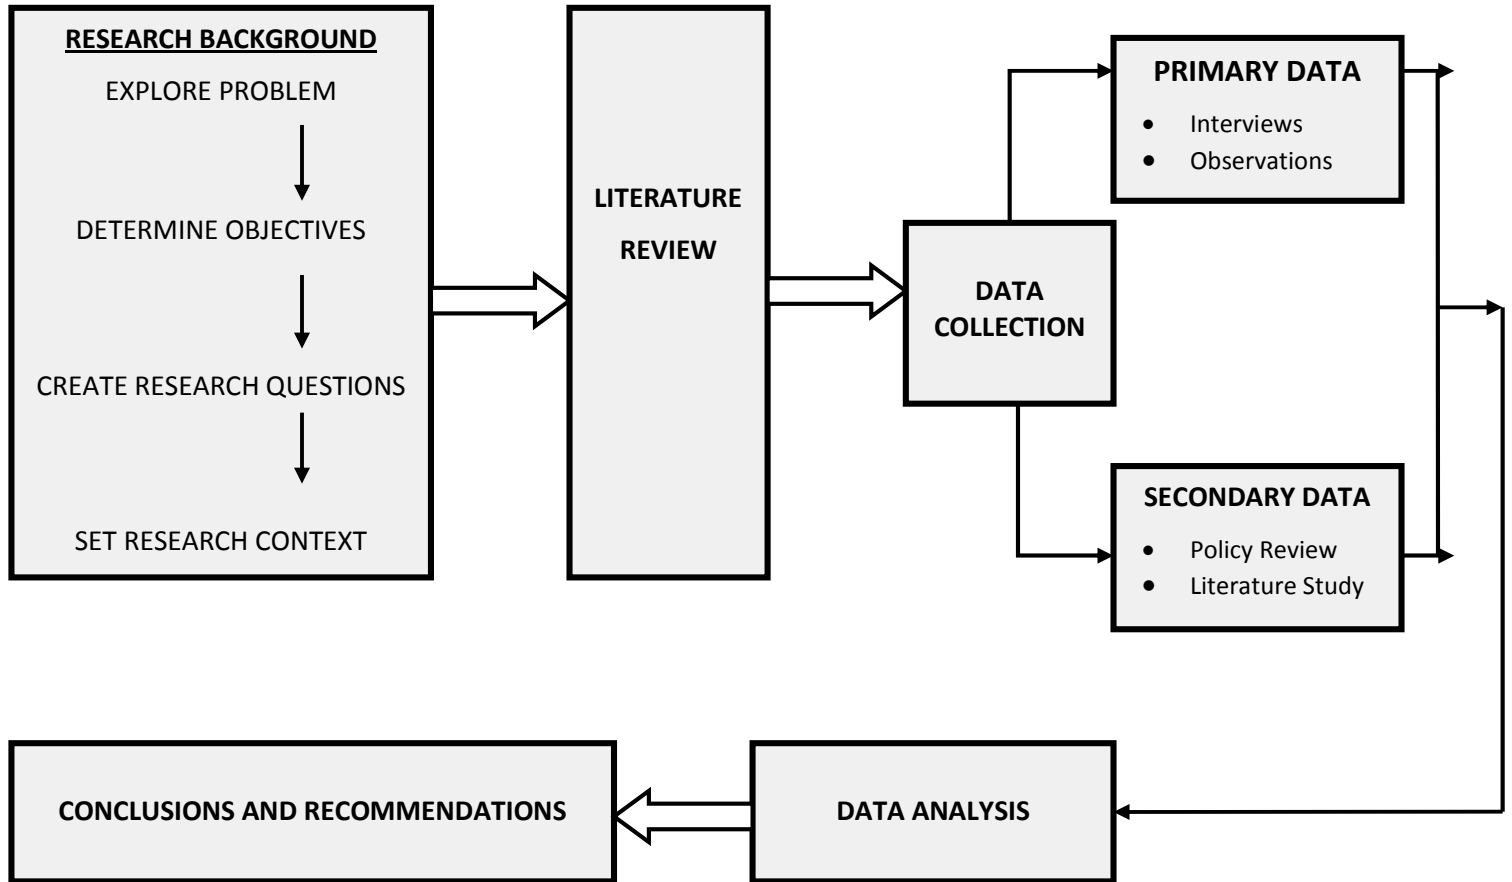 RESEARCH BACKGROUND
EXPLORE PROBLEM
DETERMINE OBJECTIVES
CREATE RESEARCH QUESTIONS
SET RESEARCH CONTEXT
LITERATURE
REVIEW
DATA
COLLECTION
PRIMARY DATA
• Interviews
• Observations
SECONDARY DATA
• Policy Review
• Literature Study
DATA ANALYSIS
CONCLUSIONS AND RECOMMENDATIONS